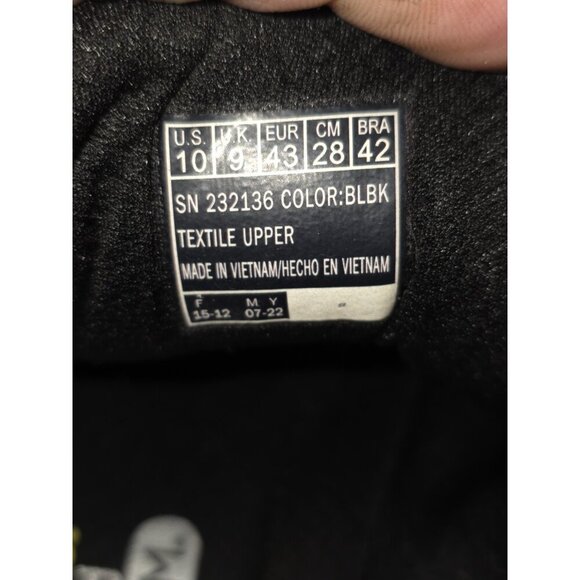 U.S. U.K. EUR CM BRA
10 9 43 28 42
SN 232136 COLOR:BLBK
TEXTILE UPPER
MADE IN VIETNAM/HECHO EN VIETNAM
F M Y
15-12 07-22
M